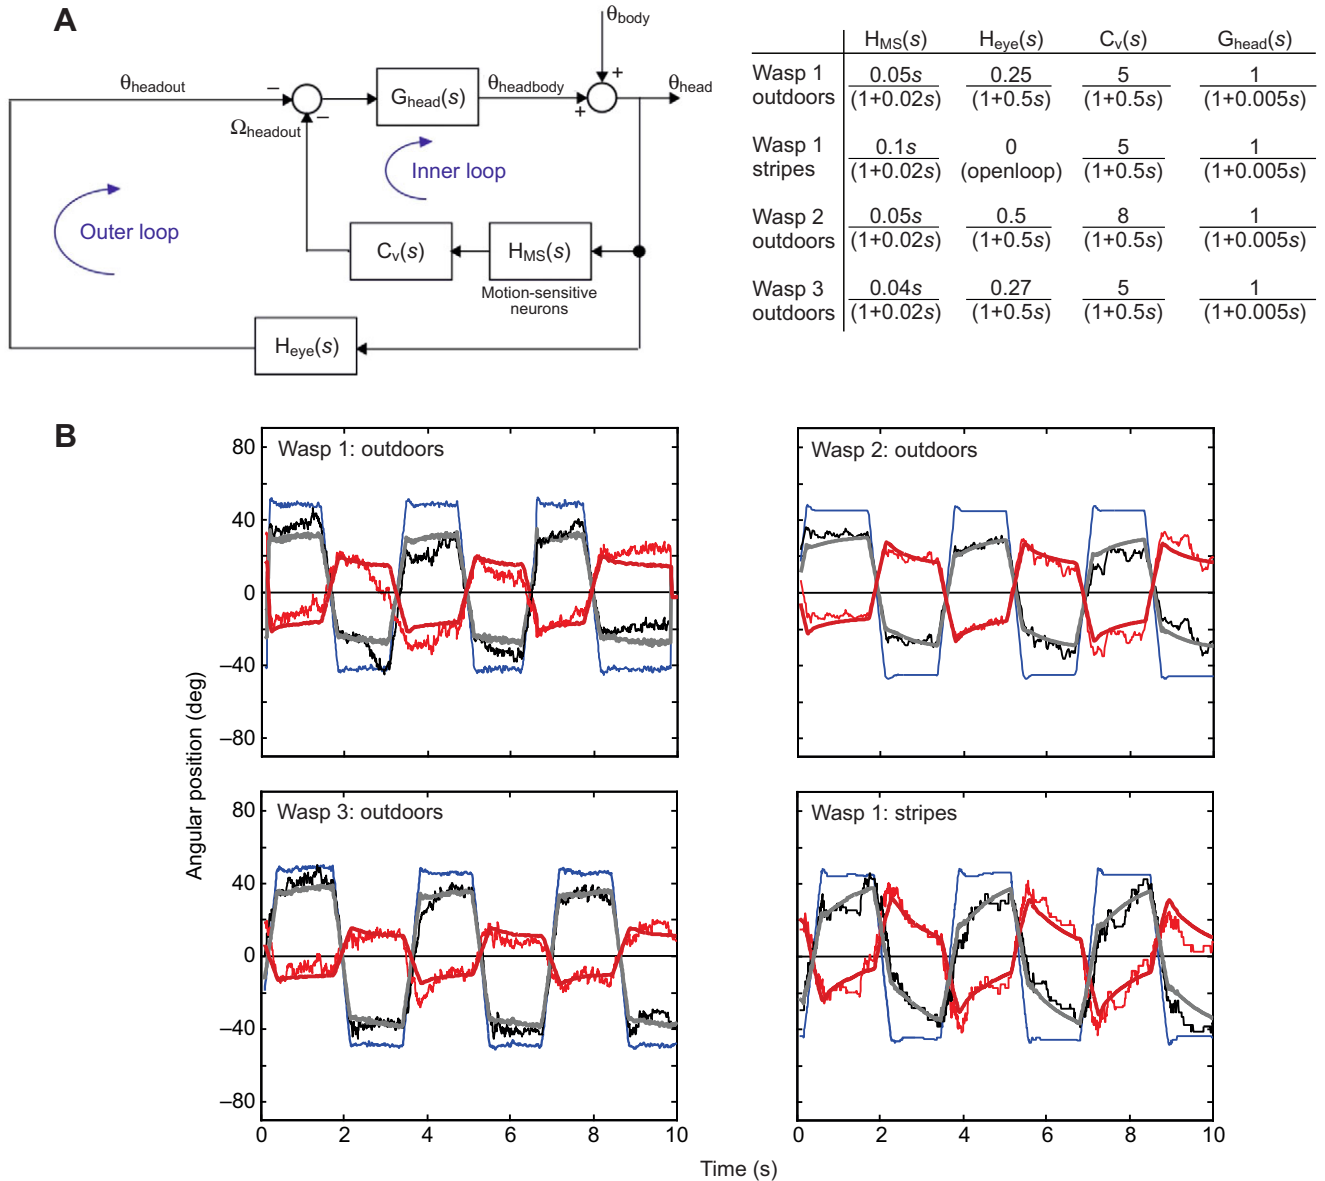 A
θbody
θheadout
−
Ghead(s)
θheadbody
+
+
θhead
Ωheadout
−
Inner loop
Outer loop
Cv(s)
HMS(s)
Motion-sensitive
neurons
Heye(s)
HMS(s) Heye(s) Cv(s) Ghead(s)
Wasp 1 outdoors 0.05s/(1+0.02s) 0.25/(1+0.5s) 5/(1+0.5s) 1/(1+0.005s)
Wasp 1 stripes 0.1s/(1+0.02s) 0 (openloop) 5/(1+0.5s) 1/(1+0.005s)
Wasp 2 outdoors 0.05s/(1+0.02s) 0.5/(1+0.5s) 8/(1+0.5s) 1/(1+0.005s)
Wasp 3 outdoors 0.04s/(1+0.02s) 0.27/(1+0.5s) 5/(1+0.5s) 1/(1+0.005s)
B
Wasp 1: outdoors
80
40
0
–40
–80
Wasp 2: outdoors
Wasp 3: outdoors
80
40
0
–40
–80
0 2 4 6 8 10
Wasp 1: stripes
0 2 4 6 8 10
Angular position (deg)
Time (s)